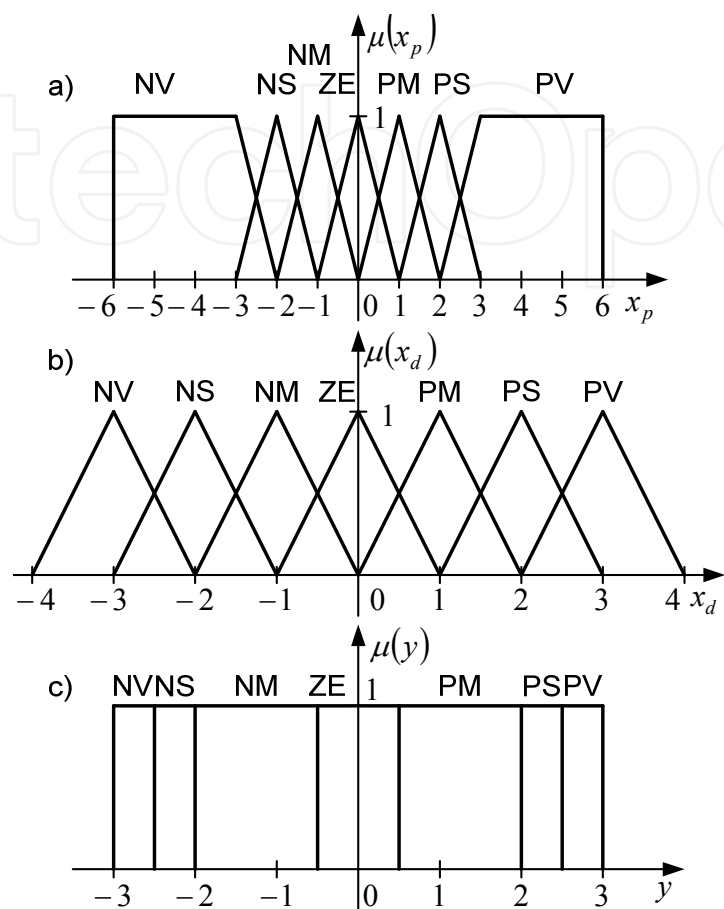 μ(x_p)
NM
a) NV NS ZE PM PS PV
1
−6 −5 −4 −3 −2 −1 0 1 2 3 4 5 6 x_p
μ(x_d)
b) NV NS NM ZE PM PS PV
1
−4 −3 −2 −1 0 1 2 3 4 x_d
μ(y)
c) NV NS NM ZE 1 PM PS PV
−3 −2 −1 0 1 2 3 y